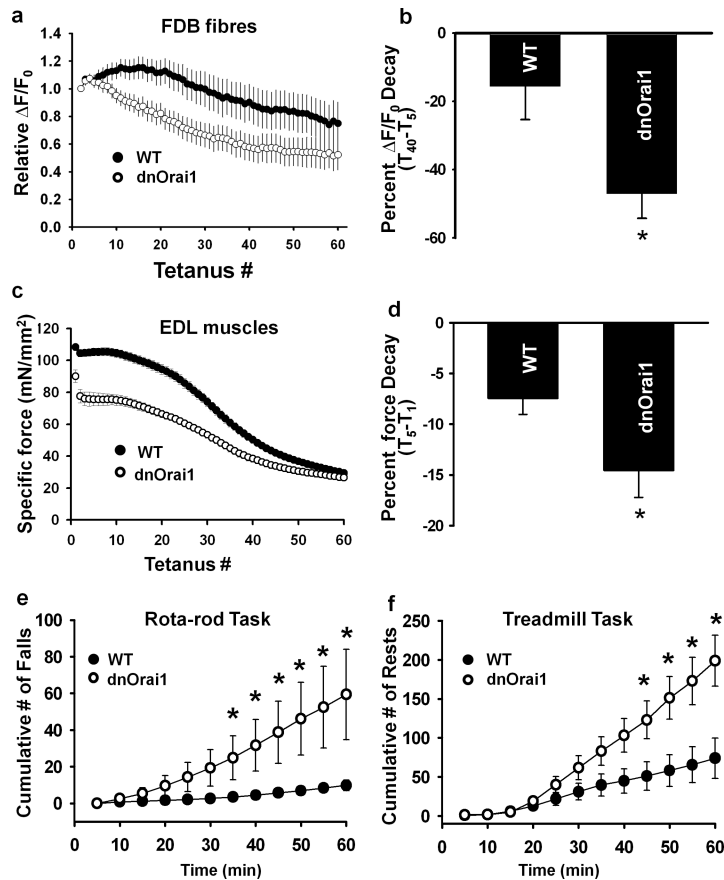 a
FDB fibres
Relative ΔF/F0
1.4
1.2
1.0
0.8
0.6
0.4
0.2
0.0
WT
dnOrai1
0 10 20 30 40 50 60
Tetanus #
b
Percent ΔF/F0 Decay
(T40-T5)
0
-20
-40
-60
WT
dnOrai1
*
c
EDL muscles
Specific force (mN/mm2)
120
100
80
60
40
20
0
WT
dnOrai1
0 10 20 30 40 50 60
Tetanus #
d
Percent force Decay
(T5-T1)
0
-5
-10
-15
-20
WT
dnOrai1
*
e
Rota-rod Task
Cumulative # of Falls
100
80
60
40
20
0
WT
dnOrai1
* * * * * *
0 10 20 30 40 50 60
Time (min)
f
Treadmill Task
Cumulative # of Rests
250
200
150
100
50
0
WT
dnOrai1
* * * *
0 10 20 30 40 50 60
Time (min)